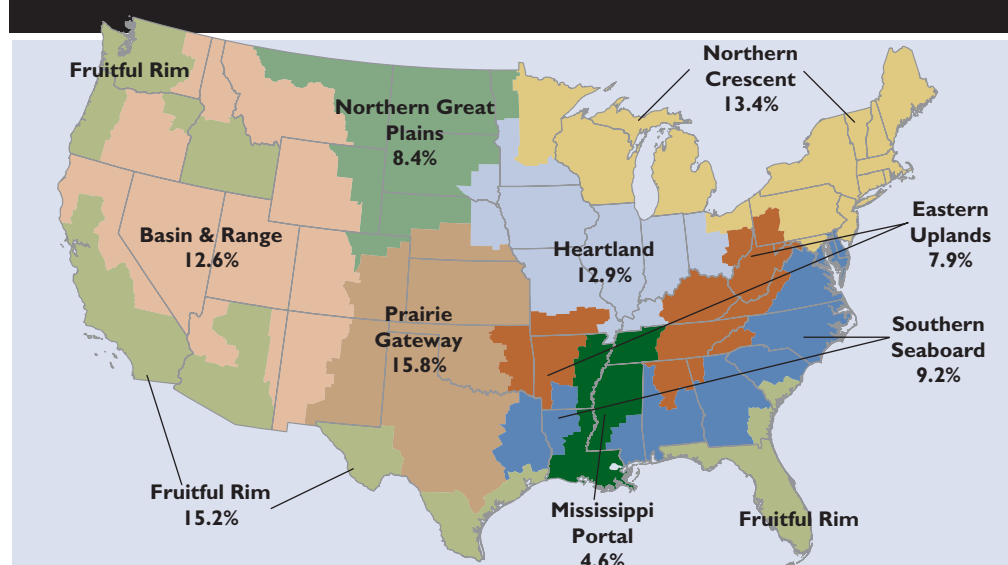 Northern
Crescent
13.4%
Fruitful Rim
Northern Great
Plains
8.4%
Eastern
Uplands
7.9%
Basin & Range
12.6%
Heartland
12.9%
Prairie
Gateway
15.8%
Southern
Seaboard
9.2%
Fruitful Rim
15.2%
Mississippi
Portal
4.6%
Fruitful Rim